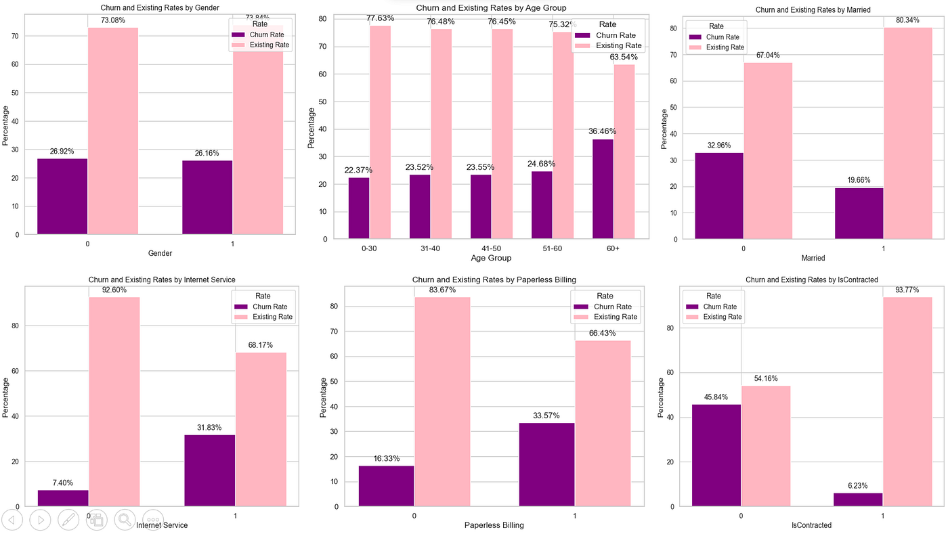 Churn and Existing Rates by Gender
73.08%
73.84%
Rate
Churn Rate
Existing Rate
26.92%
26.16%
Percentage
70
60
50
40
30
20
10
0
0
1
Gender
Churn and Existing Rates by Age Group
77.63%
76.48%
76.45%
75.32%
63.54%
Rate
Churn Rate
Existing Rate
22.37%
23.52%
23.55%
24.68%
36.46%
Percentage
80
70
60
50
40
30
20
10
0
0-30
31-40
41-50
51-60
60+
Age Group
Churn and Existing Rates by Married
Rate
Churn Rate
Existing Rate
80.34%
67.04%
32.96%
19.66%
Percentage
80
70
60
50
40
30
20
10
0
0
1
Married
Churn and Existing Rates by Internet Service
92.60%
Rate
Churn Rate
Existing Rate
68.17%
31.83%
7.40%
Percentage
80
60
40
20
0
0
1
Internet Service
Churn and Existing Rates by Paperless Billing
83.67%
Rate
Churn Rate
Existing Rate
66.43%
33.57%
16.33%
Percentage
80
70
60
50
40
30
20
10
0
0
1
Paperless Billing
Churn and Existing Rates by IsContracted
Rate
Churn Rate
Existing Rate
93.77%
54.16%
45.84%
6.23%
Percentage
80
60
40
20
0
0
1
IsContracted